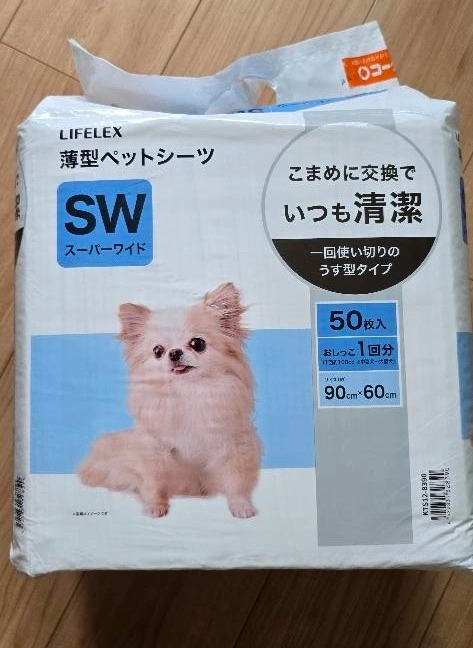 LIFELEX
薄型ペットシーツ
SW
スーパーワイド
こまめに交換で
いつも清潔
一回使い切りの
うす型タイプ
50枚入
おしっこ1回分
90cm×60cm
KTS12-8390